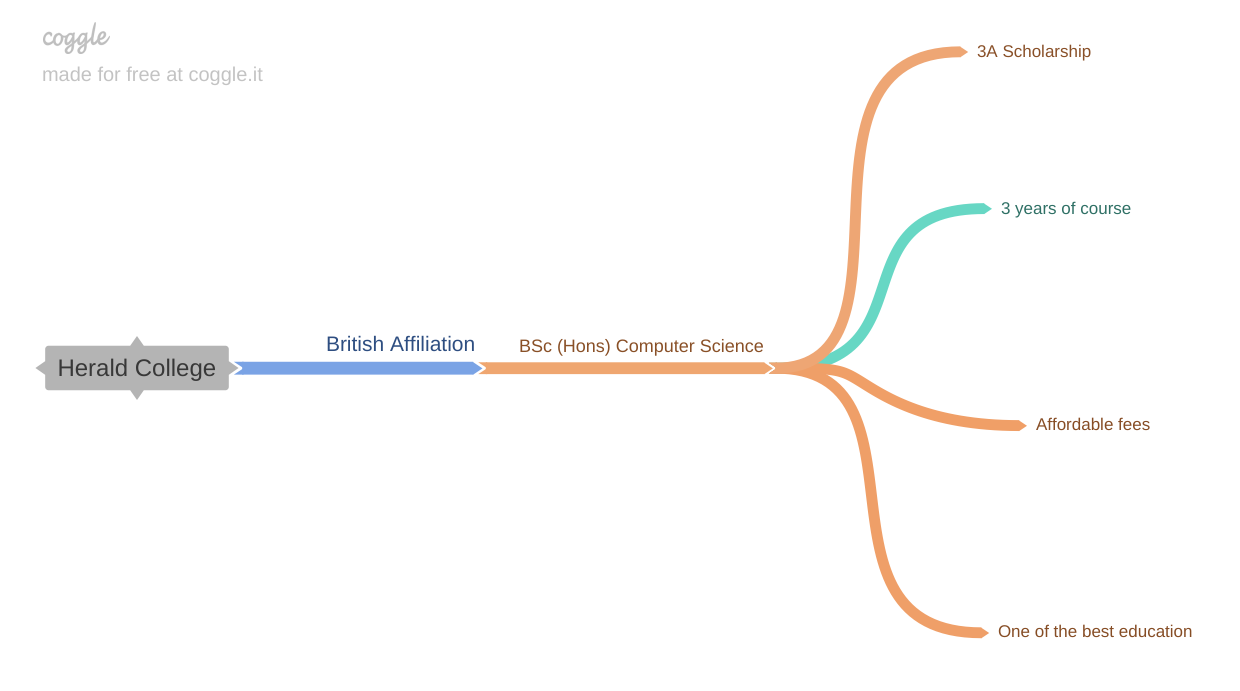 coggle
made for free at coggle.it
3A Scholarship
3 years of course
British Affiliation
BSc (Hons) Computer Science
Herald College
Affordable fees
One of the best education